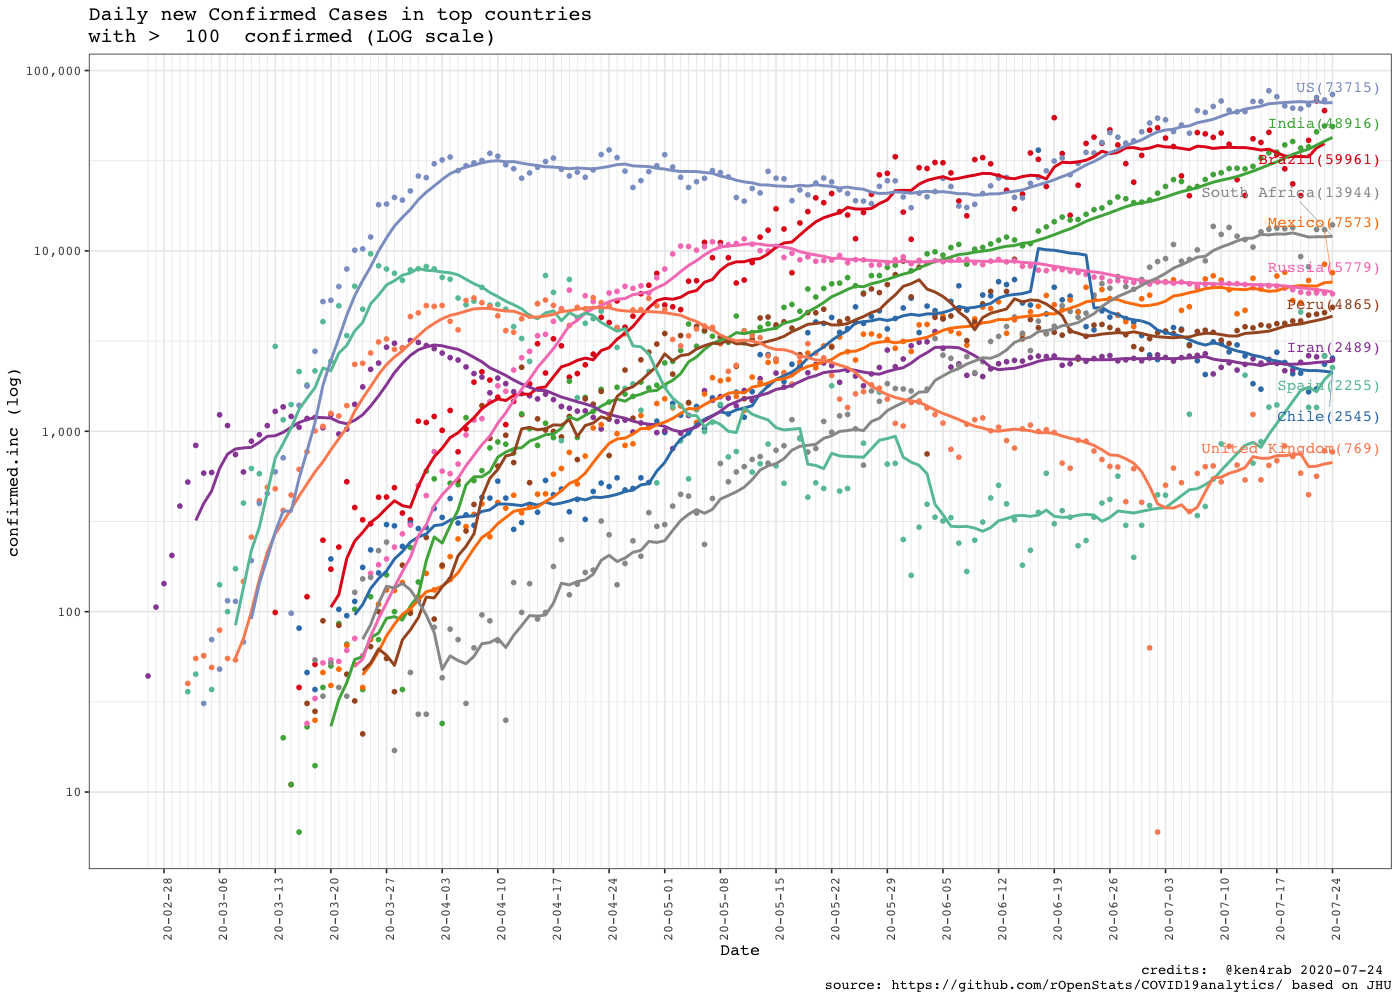 Daily new Confirmed Cases in top countries
with >  100  confirmed (LOG scale)
100,000
10,000
1,000
100
10
confirmed.inc (log)
US(73715)
India(48916)
Brazil(59961)
South Africa(13944)
Mexico(7573)
Russia(5779)
Peru(4865)
Iran(2489)
Spain(2255)
Chile(2545)
United Kingdom(769)
20-02-28
20-03-06
20-03-13
20-03-20
20-03-27
20-04-03
20-04-10
20-04-17
20-04-24
20-05-01
20-05-08
20-05-15
20-05-22
20-05-29
20-06-05
20-06-12
20-06-19
20-06-26
20-07-03
20-07-10
20-07-17
20-07-24
Date
credits:  @ken4rab 2020-07-24
source: https://github.com/rOpenStats/COVID19analytics/ based on JHU